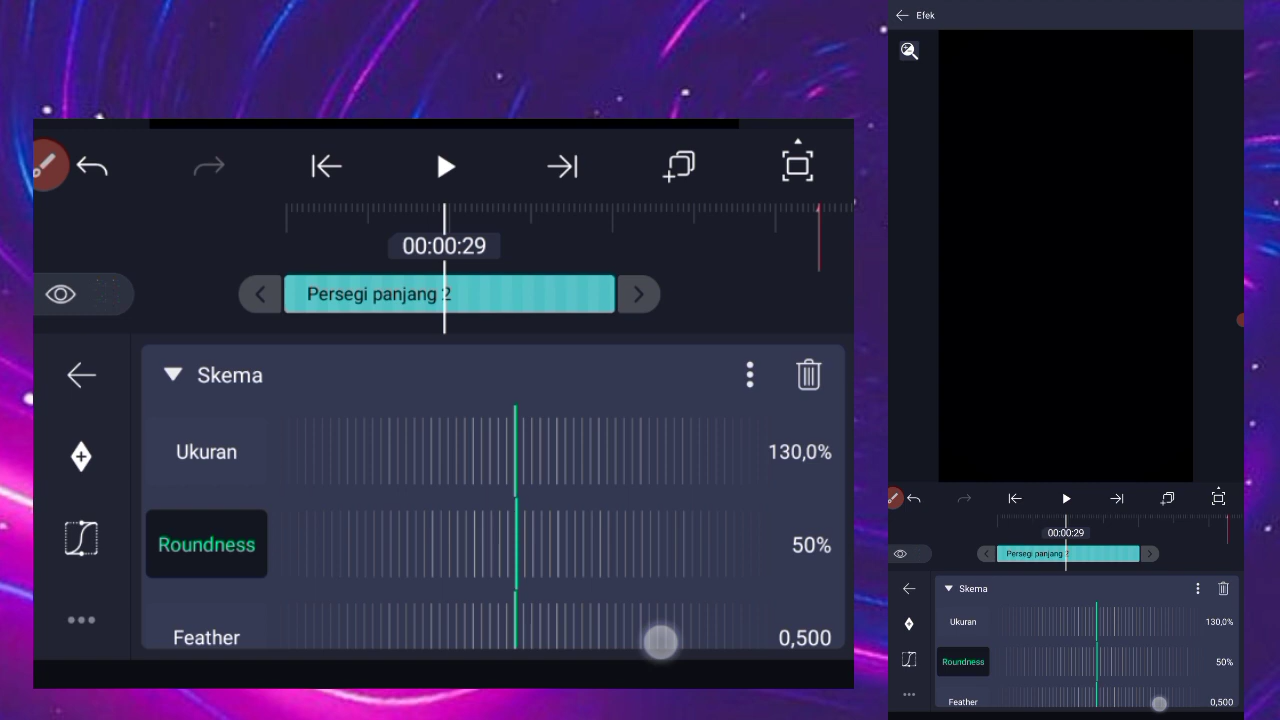 00:00:29
Persegi panjang 2
Skema
Ukuran
130,0%
Roundness
50%
Feather
0,500
Efek
00:00:29
Persegi panjang 2
Skema
Ukuran
130,0%
Roundness
50%
Feather
0,500